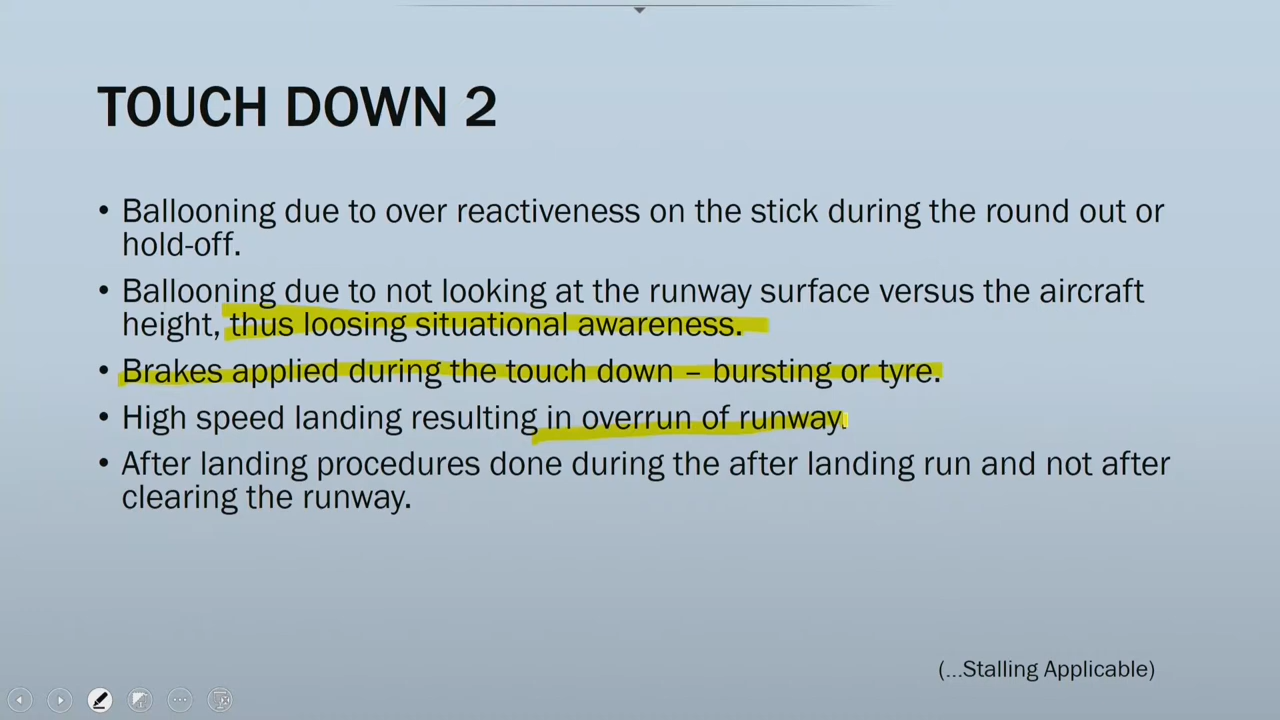 TOUCH DOWN 2
• Ballooning due to over reactiveness on the stick during the round out or
hold-off.
• Ballooning due to not looking at the runway surface versus the aircraft
height, thus loosing situational awareness.
• Brakes applied during the touch down – bursting or tyre.
• High speed landing resulting in overrun of runway.
• After landing procedures done during the after landing run and not after
clearing the runway.
(...Stalling Applicable)